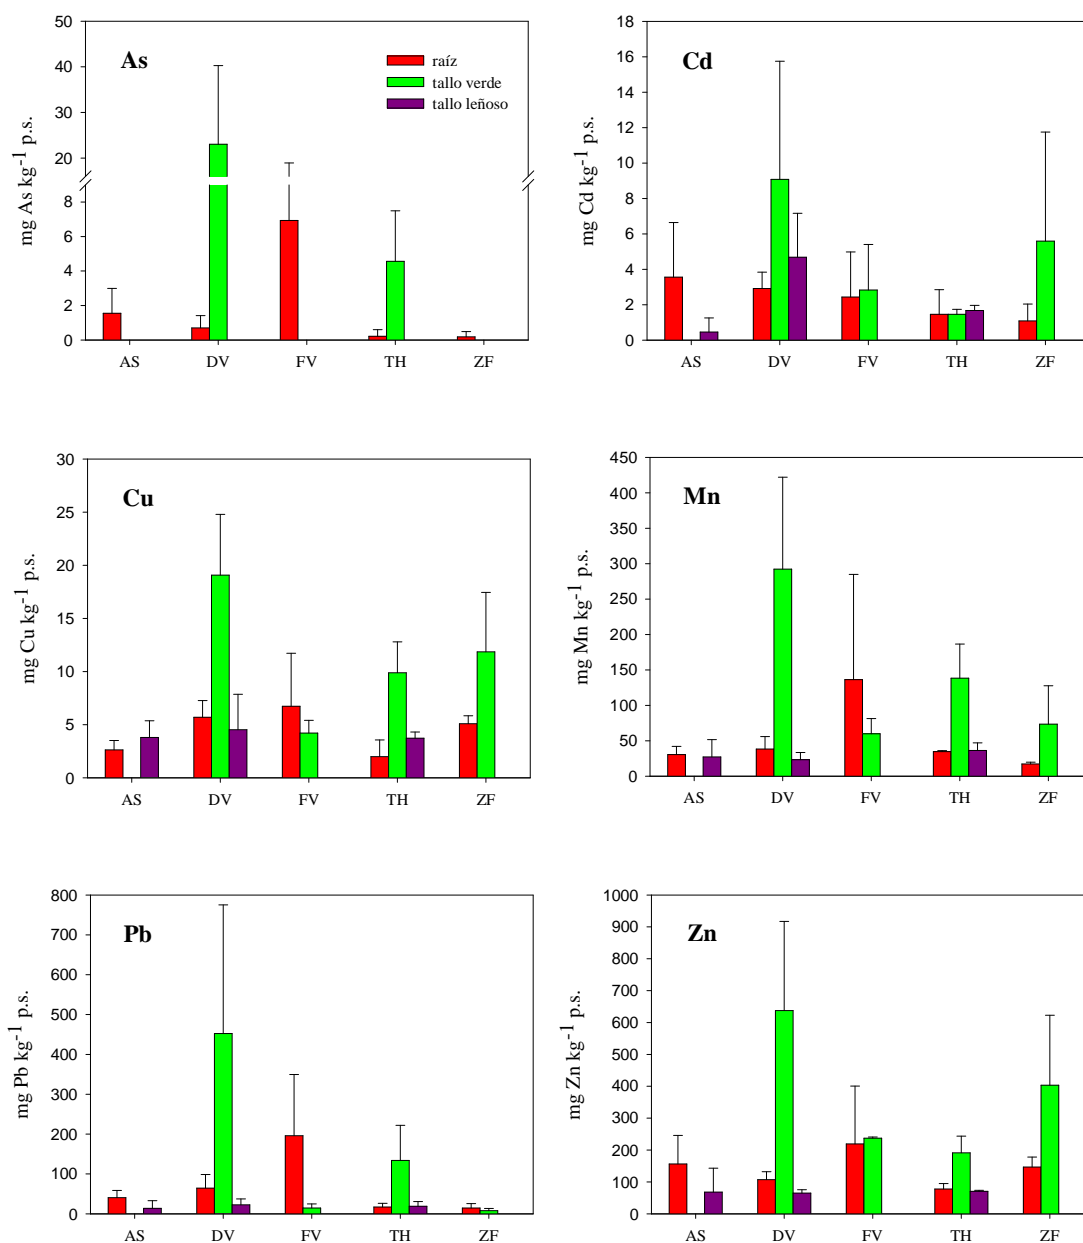 As
raíz
tallo verde
tallo leñoso
mg As kg-1 p.s.
50
40
30
20
8
6
4
2
0
AS DV FV TH ZF
Cd
mg Cd kg-1 p.s.
18
16
14
12
10
8
6
4
2
0
AS DV FV TH ZF
Cu
mg Cu kg-1 p.s.
30
25
20
15
10
5
0
AS DV FV TH ZF
Mn
mg Mn kg-1 p.s.
450
400
350
300
250
200
150
100
50
0
AS DV FV TH ZF
Pb
mg Pb kg-1 p.s.
800
700
600
500
400
300
200
100
0
AS DV FV TH ZF
Zn
mg Zn kg-1 p.s.
1000
900
800
700
600
500
400
300
200
100
0
AS DV FV TH ZF